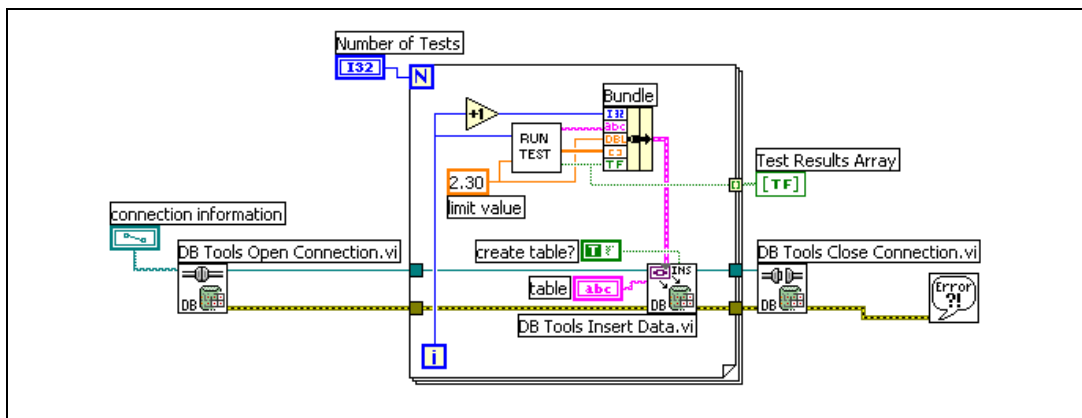 Number of Tests
I32
N
Bundle
+1
I32
abc
DBL
[ ]
TF
RUN
TEST
2.30
limit value
Test Results Array
[TF]
connection information
DB Tools Open Connection.vi
create table?
T
DB Tools Close Connection.vi
INS
table
abc
DB
DB
DB
Error
?!
DB Tools Insert Data.vi
i